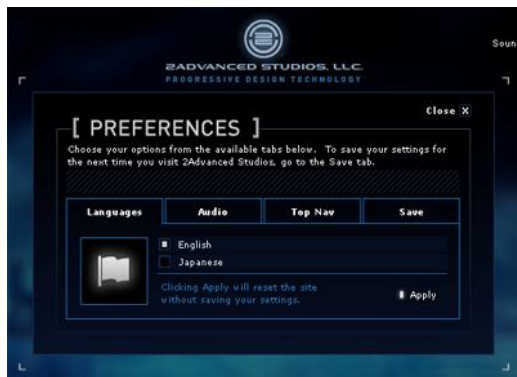 2ADVANCED STUDIOS, LLC.
PROGRESSIVE DESIGN TECHNOLOGY
Soun
Close X
[ PREFERENCES ]
Choose your options from the available tabs below. To save your settings for
the next time you visit 2Advanced Studios, go to the Save tab.
Languages Audio Top Nav Save
English
Japanese
Clicking Apply will reset the site
without saving your settings.
Apply